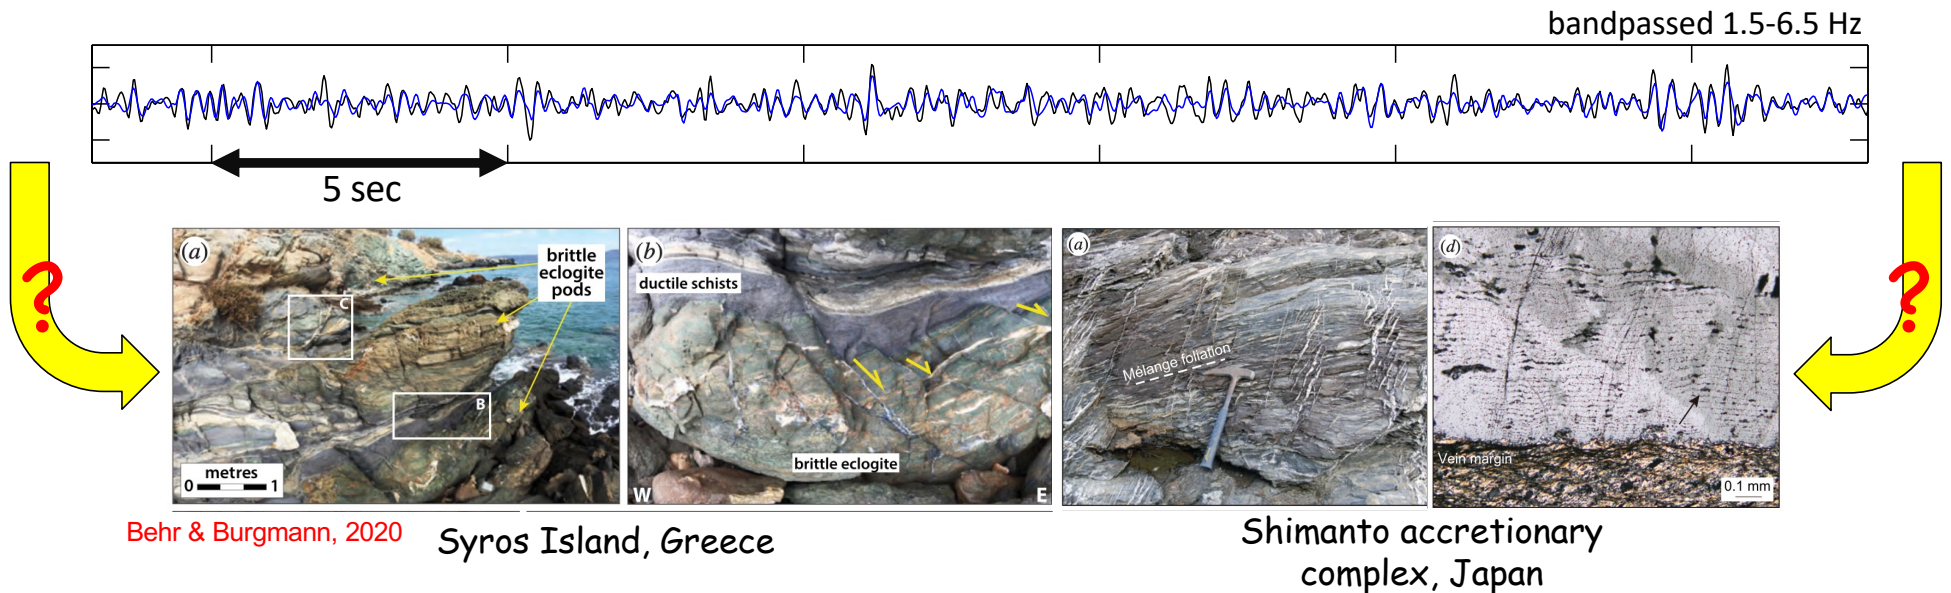 bandpassed 1.5-6.5 Hz
5 sec
?
?
(a)
brittle
eclogite
pods
C
B
metres
0 1
(b)
ductile schists
brittle eclogite
W
E
(a)
Mélange foliation
(d)
Vein margin
0.1 mm
Behr & Burgmann, 2020
Syros Island, Greece
Shimanto accretionary
complex, Japan